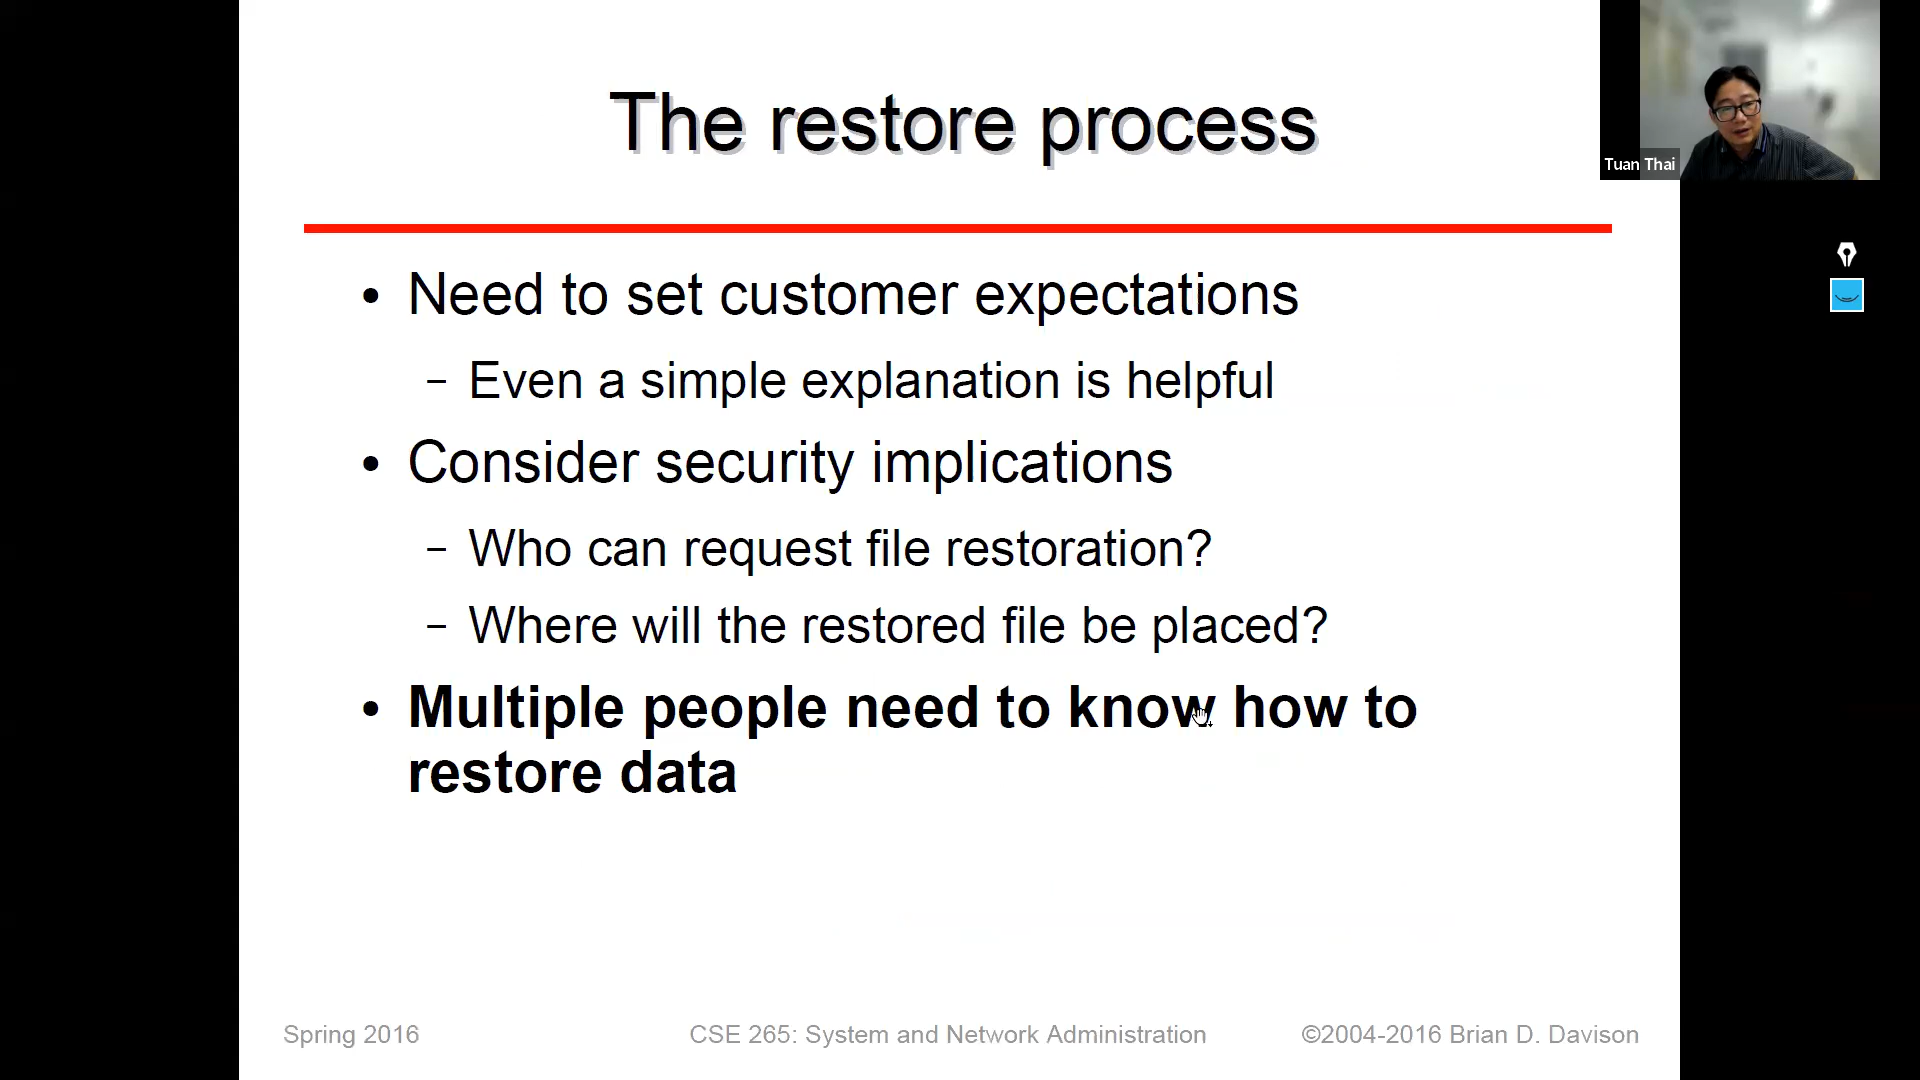 The restore process
Tuan Thai
• Need to set customer expectations
– Even a simple explanation is helpful
• Consider security implications
– Who can request file restoration?
– Where will the restored file be placed?
• Multiple people need to know how to
restore data
Spring 2016
CSE 265: System and Network Administration
©2004-2016 Brian D. Davison